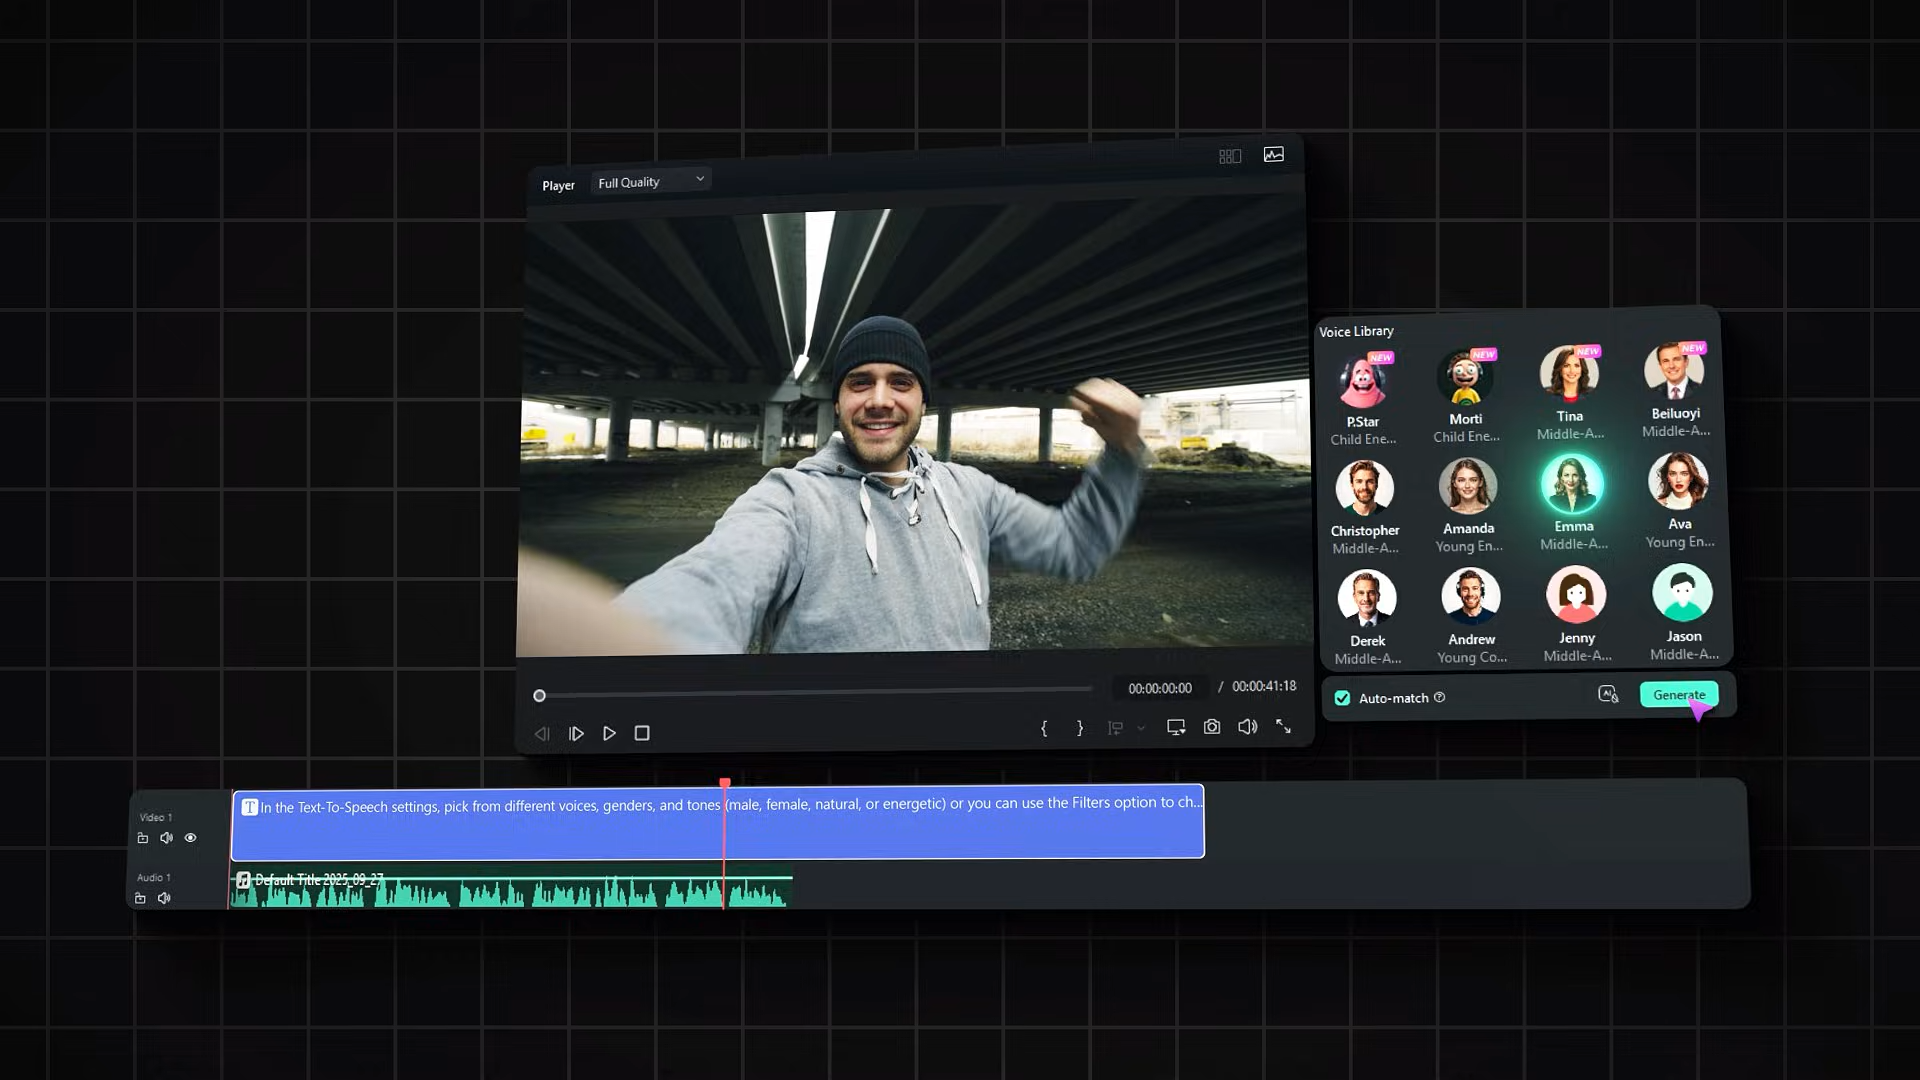 Player
Full Quality
Voice Library
NEW
NEW
NEW
NEW
P.Star
Morti
Tina
Beiluoyi
Child Ene...
Child Ene...
Middle-A...
Middle-A...
Christopher
Amanda
Emma
Ava
Middle-A...
Young En...
Middle-A...
Young En...
Derek
Andrew
Jenny
Jason
Middle-A...
Young Co...
Middle-A...
Middle-A...
00:00:00:00 / 00:00:41:18
Auto-match
AI
Generate
{ }
Video 1
T In the Text-To-Speech settings, pick from different voices, genders, and tones (male, female, natural, or energetic) or you can use the Filters option to ch...
Audio 1
Default Title 2025_09_27